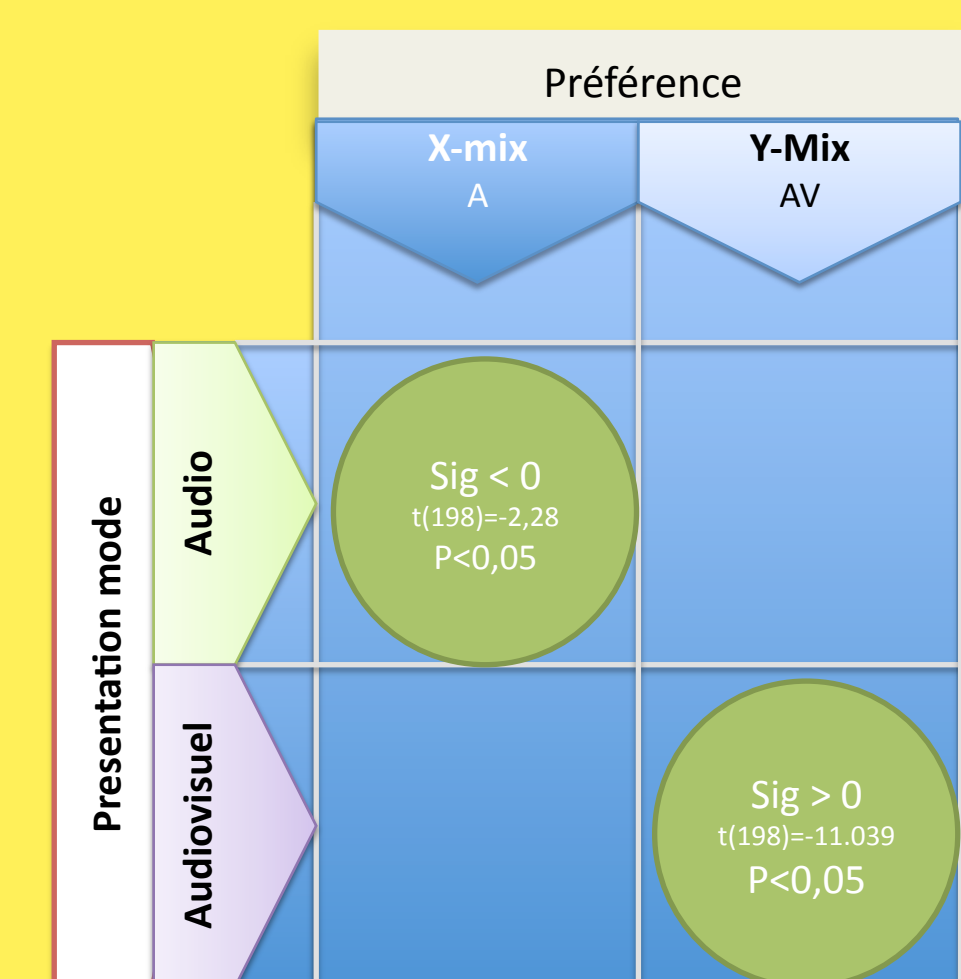 Préférence
X-mix
A
Y-Mix
AV
Presentation mode
Audio
Sig < 0
t(198)=-2,28
P<0,05
Audiovisuel
Sig > 0
t(198)=-11.039
P<0,05